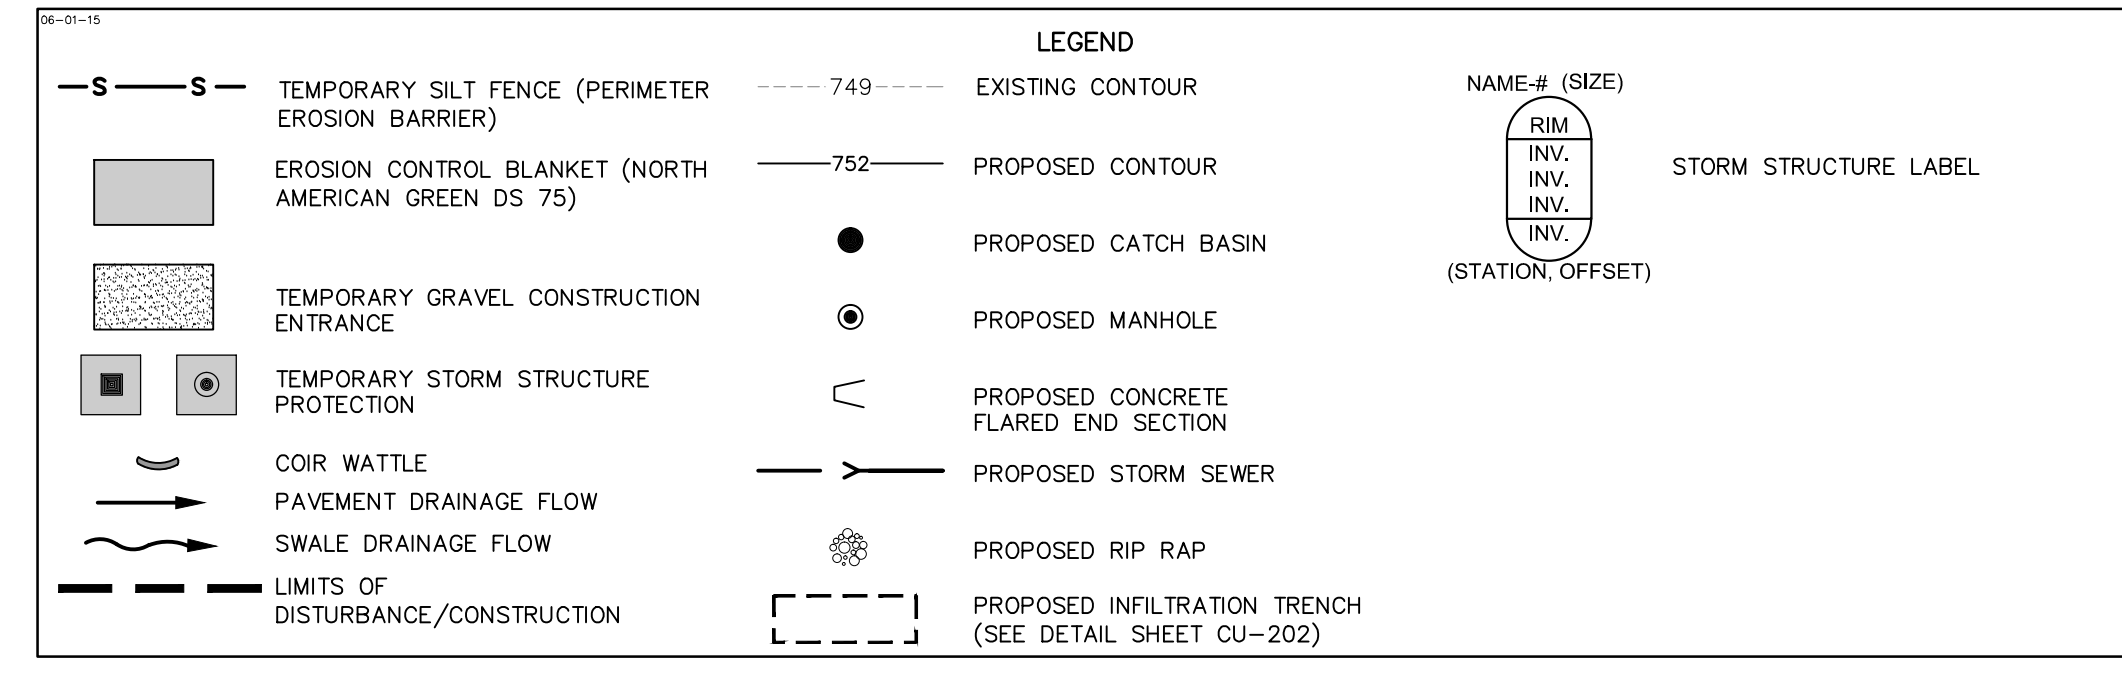 06-01-15
LEGEND
S S
TEMPORARY SILT FENCE (PERIMETER
EROSION BARRIER)
EROSION CONTROL BLANKET (NORTH
AMERICAN GREEN DS 75)
TEMPORARY GRAVEL CONSTRUCTION
ENTRANCE
TEMPORARY STORM STRUCTURE
PROTECTION
COIR WATTLE
PAVEMENT DRAINAGE FLOW
SWALE DRAINAGE FLOW
LIMITS OF
DISTURBANCE/CONSTRUCTION
749
EXISTING CONTOUR
752
PROPOSED CONTOUR
PROPOSED CATCH BASIN
PROPOSED MANHOLE
PROPOSED CONCRETE
FLARED END SECTION
PROPOSED STORM SEWER
PROPOSED RIP RAP
PROPOSED INFILTRATION TRENCH
(SEE DETAIL SHEET CU-202)
NAME-# (SIZE)
RIM
INV.
INV.
INV.
INV.
(STATION, OFFSET)
STORM STRUCTURE LABEL